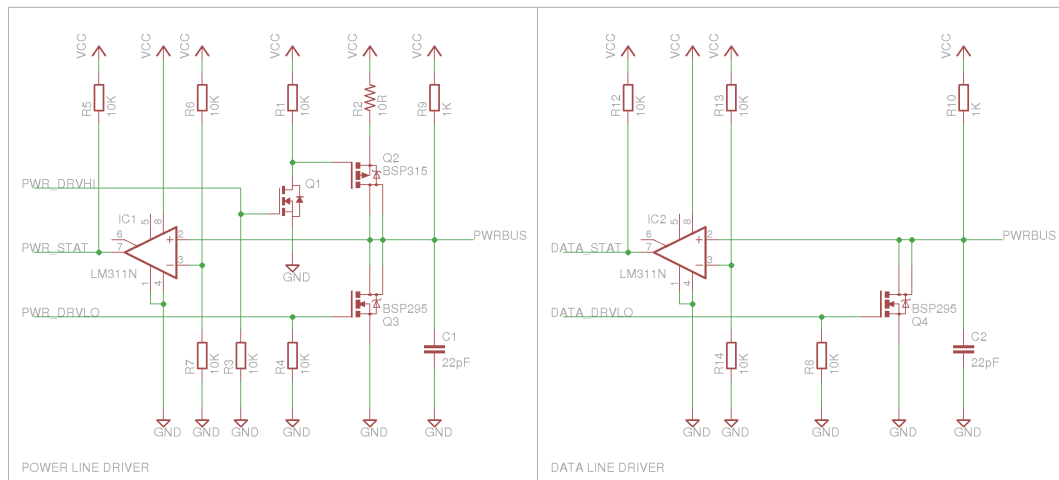 VCC VCC VCC VCC VCC VCC
R5 10K R6 10K R1 10K R2 10R R9 1K
Q2
BSP315
PWR_DRVHI
Q1
IC1 5 8
6
PWR_STAT 7 2 PWRBUS
+
- 3
LM311N
1 4
GND
BSP295
PWR_DRVLO Q3
R7 10K R3 10K R4 10K C1
22pF
GND GND GND GND GND GND
POWER LINE DRIVER
VCC VCC VCC VCC
R12 10K R13 10K R10 1K
IC2 5 8
6
DATA_STAT 7 2 PWRBUS
+
- 3
LM311N
1 4
BSP295
DATA_DRVLO Q4
R14 10K R8 10K C2
22pF
GND GND GND GND GND
DATA LINE DRIVER